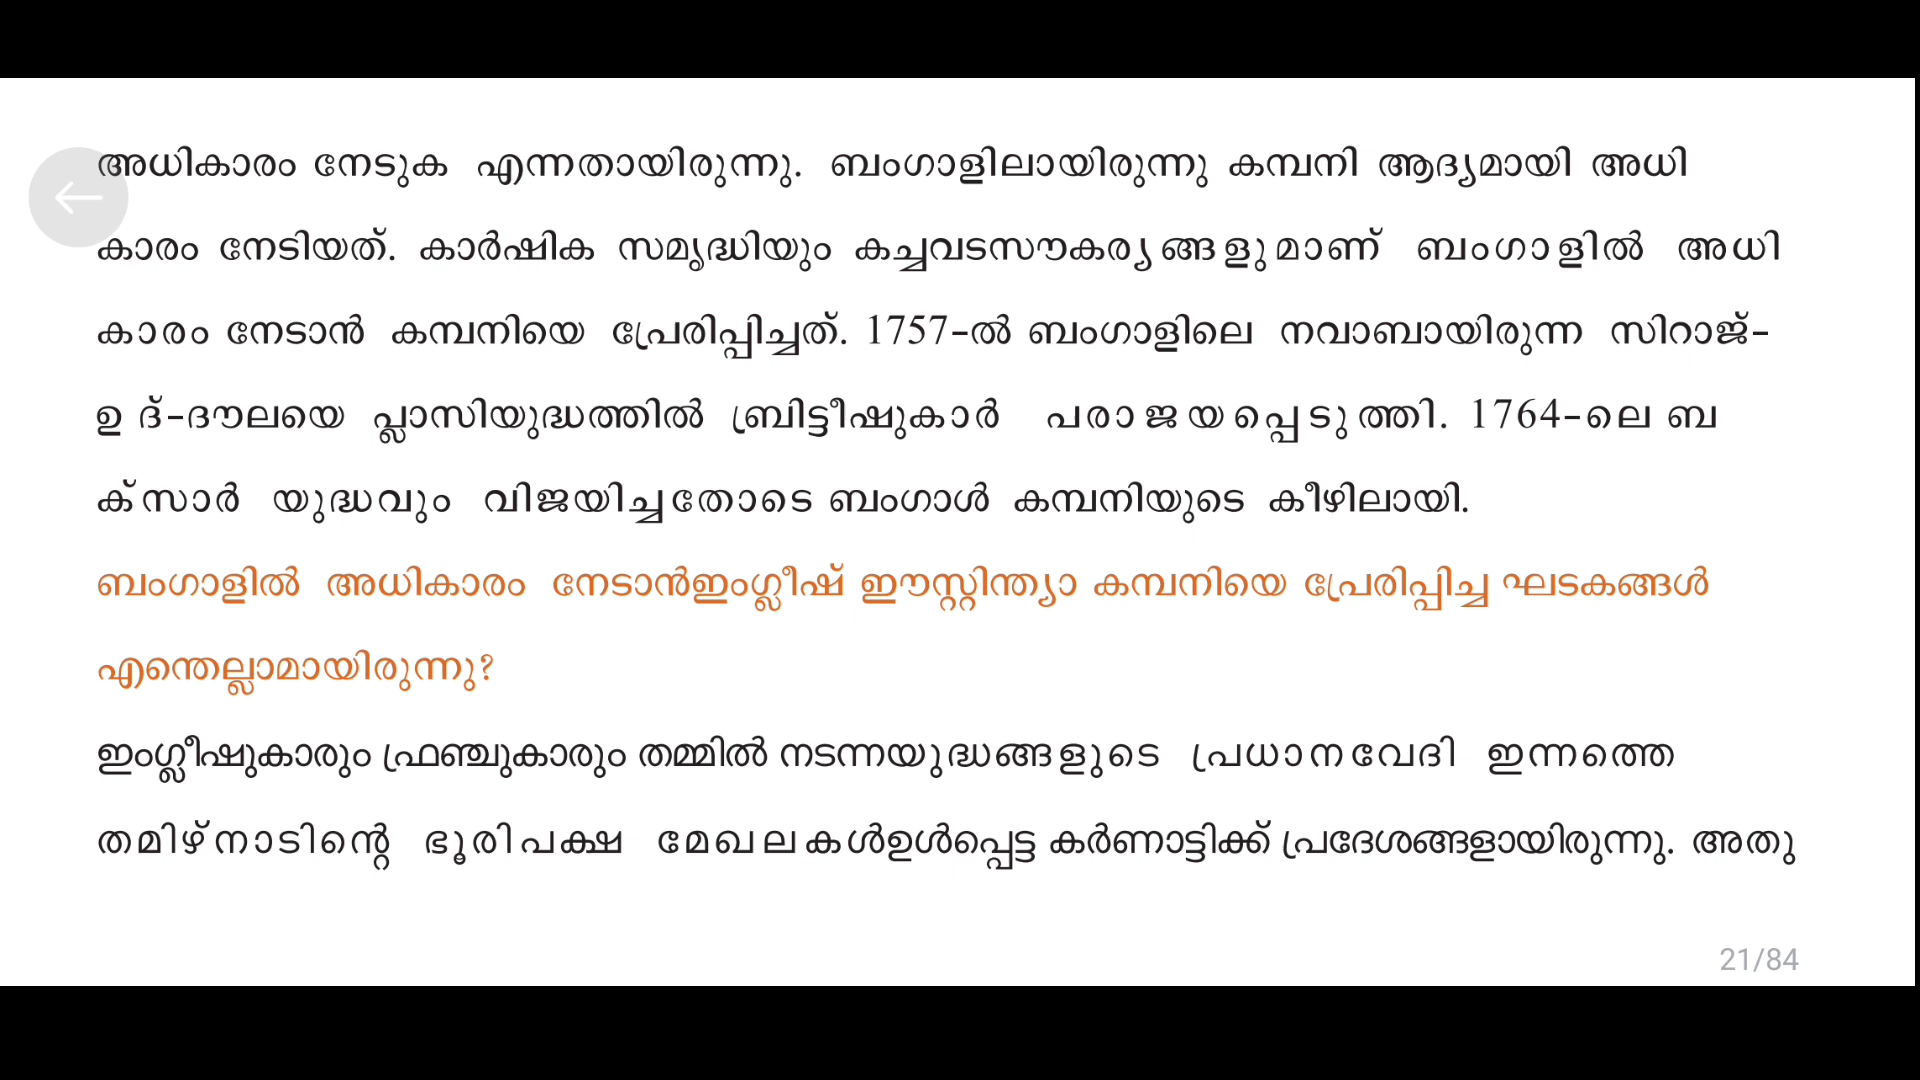 അധികാരം നേടുക എന്നതായിരുന്നു. ബംഗാളിലായിരുന്നു കമ്പനി ആദ്യമായി അധി
കാരം നേടിയത്. കാർഷിക സമൃദ്ധിയും കച്ചവടസൗകര്യങ്ങളുമാണ് ബംഗാളിൽ അധി
കാരം നേടാൻ കമ്പനിയെ പ്രേരിപ്പിച്ചത്. 1757-ൽ ബംഗാളിലെ നവാബായിരുന്ന സിറാജ്-
ഉ ദ്-ദൗലയെ പ്ലാസിയുദ്ധത്തിൽ ബ്രിട്ടീഷുകാർ പരാജയപ്പെടുത്തി. 1764-ലെ ബ
ക്സാർ യുദ്ധവും വിജയിച്ചതോടെ ബംഗാൾ കമ്പനിയുടെ കീഴിലായി.
ബംഗാളിൽ അധികാരം നേടാൻഇംഗ്ലീഷ് ഈസ്റ്റിന്ത്യാ കമ്പനിയെ പ്രേരിപ്പിച്ച ഘടകങ്ങൾ
എന്തെല്ലാമായിരുന്നു?
ഇംഗ്ലീഷുകാരും ഫ്രഞ്ചുകാരും തമ്മിൽ നടന്നയുദ്ധങ്ങളുടെ പ്രധാനവേദി ഇന്നത്തെ
തമിഴ്നാടിന്റെ ഭൂരിപക്ഷ മേഖലകൾഉൾപ്പെട്ട കർണാട്ടിക്ക് പ്രദേശങ്ങളായിരുന്നു. അതു
21/84